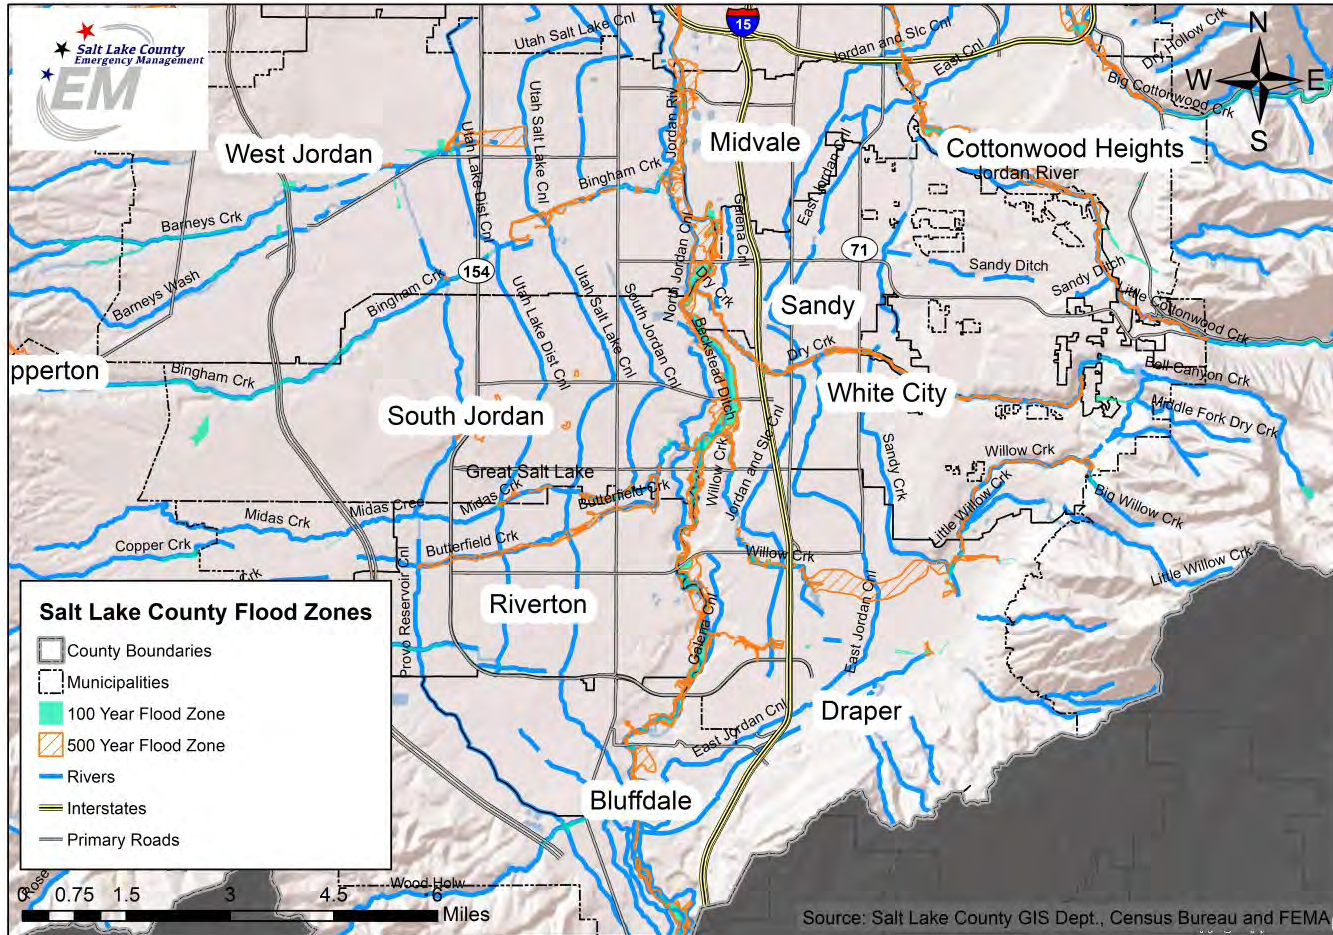 Salt Lake County
Emergency Management
EM
Utah Salt Lake Cnl
15
Jordan and Slc Cnl
East Cnl
Dry Hollow Crk
Big Cottonwood Crk
N
W
E
S
West Jordan
Utah Lake Dist Cnl
Utah Salt Lake Cnl
Bingham Crk
Jordan Riv
Midvale
East Jordan Cnl
Cottonwood Heights
Jordan River
Barneys Crk
Barneys Wash
Bingham Crk
154
North Jordan Cnl
Galena Cnl
Dry Crk
71
Sandy Ditch
Sandy Ditch
Little Cottonwood Crk
Sandy
Utah Lake Dist Cnl
Utah Salt Lake Cnl
South Jordan Cnl
Beckstead Ditch
Dry Crk
pperton
Bingham Crk
White City
Bell Canyon Crk
Middle Fork Dry Crk
South Jordan
Great Salt Lake
Midas Crk
Butterfield Crk
Willow Crk
Jordan and Slc Cnl
Sandy Crk
Willow Crk
Little Willow Crk
Big Willow Crk
Midas Crk
Midas Cree
Copper Crk
Butterfield Crk
Willow Crk
Little Willow Crk
Crk
Provo Reservoir Cnl
Riverton
Galena Cnl
East Jordan Cnl
Draper
East Jordan Cnl
Bluffdale
Salt Lake County Flood Zones
County Boundaries
Municipalities
100 Year Flood Zone
500 Year Flood Zone
Rivers
Interstates
Primary Roads
Rose
Wood Holw
0 0.75 1.5 3 4.5 6
Miles
Source: Salt Lake County GIS Dept., Census Bureau and FEMA